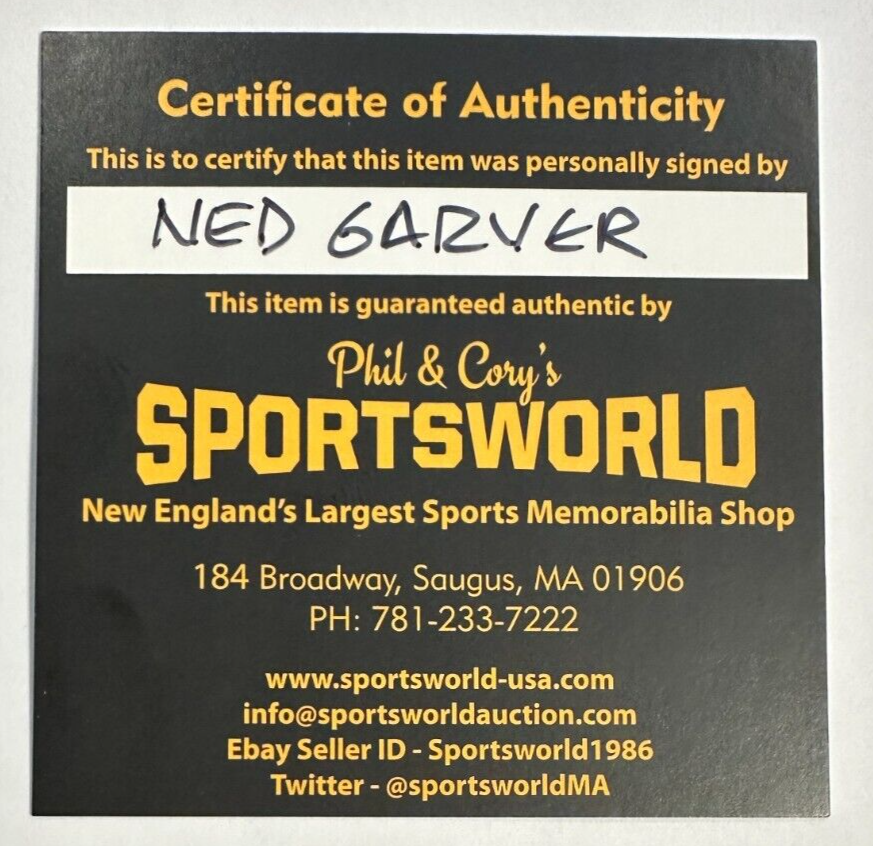 Certificate of Authenticity
This is to certify that this item was personally signed by
NED GARVER
This item is guaranteed authentic by
Phil & Cory's
SPORTSWORLD
New England's Largest Sports Memorabilia Shop
184 Broadway, Saugus, MA 01906
PH: 781-233-7222
www.sportsworld-usa.com
info@sportsworldauction.com
Ebay Seller ID - Sportsworld1986
Twitter - @sportsworldMA